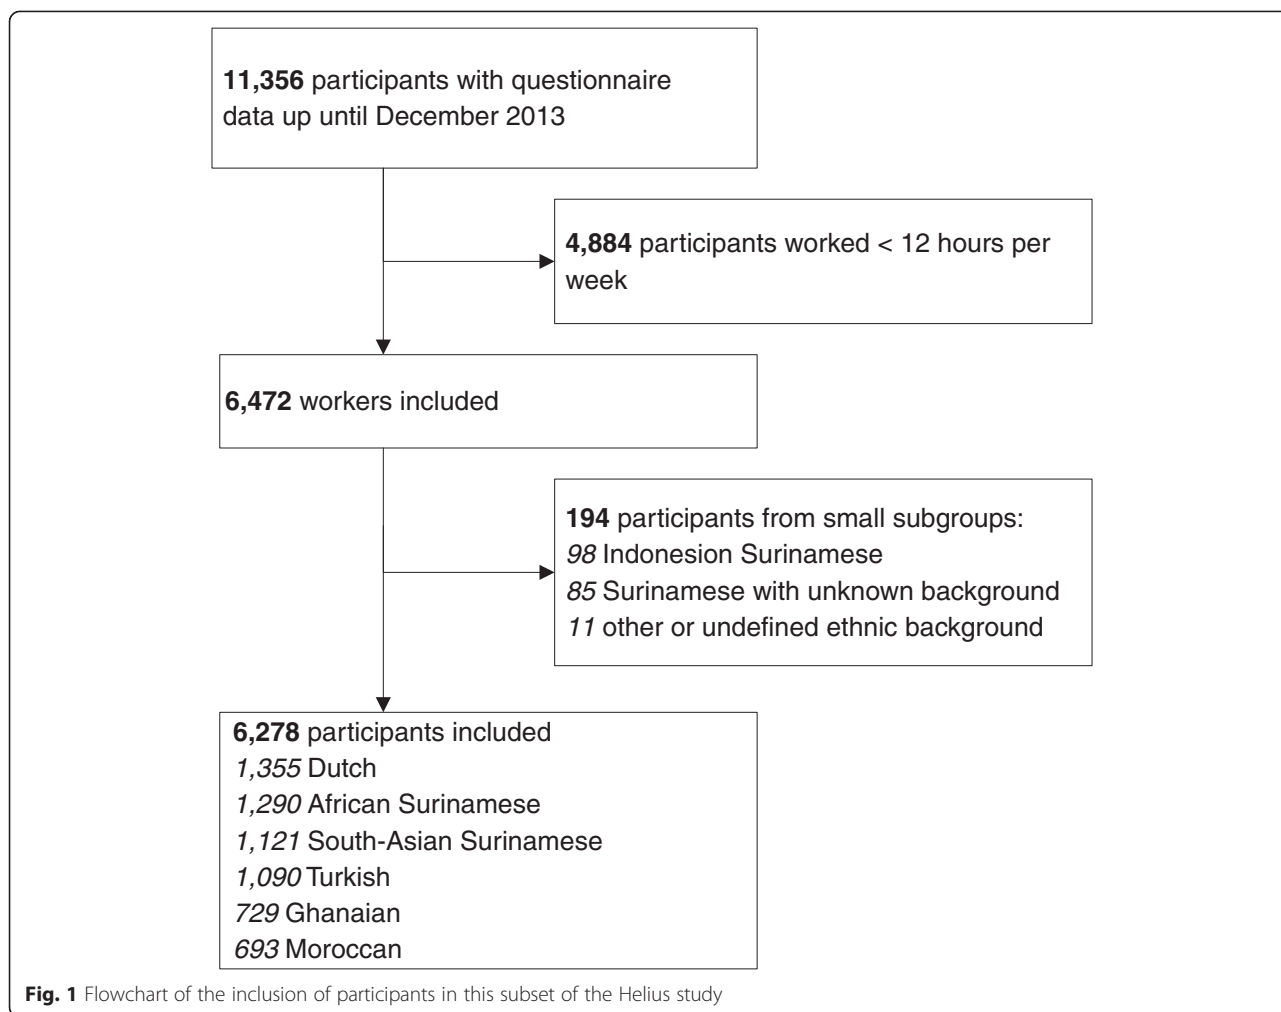 11,356 participants with questionnaire
data up until December 2013
4,884 participants worked < 12 hours per
week
6,472 workers included
194 participants from small subgroups:
98 Indonesion Surinamese
85 Surinamese with unknown background
11 other or undefined ethnic background
6,278 participants included
1,355 Dutch
1,290 African Surinamese
1,121 South-Asian Surinamese
1,090 Turkish
729 Ghanaian
693 Moroccan
Fig. 1 Flowchart of the inclusion of participants in this subset of the Helius study